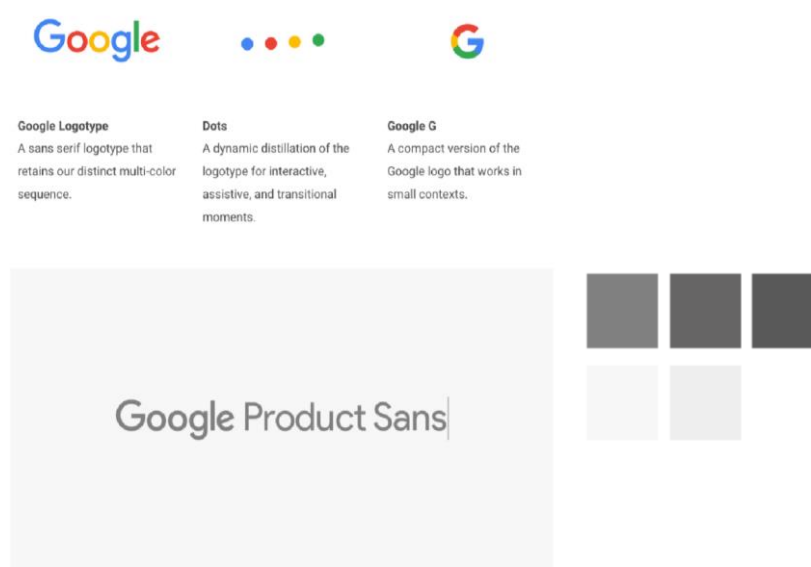 Google
G
Google Logotype
A sans serif logotype that
retains our distinct multi-color
sequence.
Dots
A dynamic distillation of the
logotype for interactive,
assistive, and transitional
moments.
Google G
A compact version of the
Google logo that works in
small contexts.
Google Product Sans